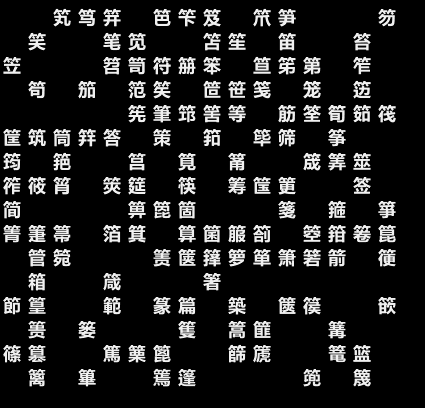 笂笃笄笆笇笈笊笋笏
笑笔笕笘笙笛笞
笠笤笥符笧笨笪笫第笮
笱笳笵笶笸笹笺笼笾
筅筆筇筈等筋筌筍筎筏
筐筑筒筓答策筘筚筛筝
筠筢筥筧筩筬筭筮
筰筱筲筴筵筷筹筺筻签
简箅箆箇箋箍箏
箐箑箒箔箕算箘箙箚箜箝箞箟
管箢箦箧箨箩箪箫箬箭箯
箱箴箸
節篁範篆篇築篋篌篏
篑篓篗篙篚篝
篠篡篤篥篦篩篪篭篮
篱篳篶篷篼篾